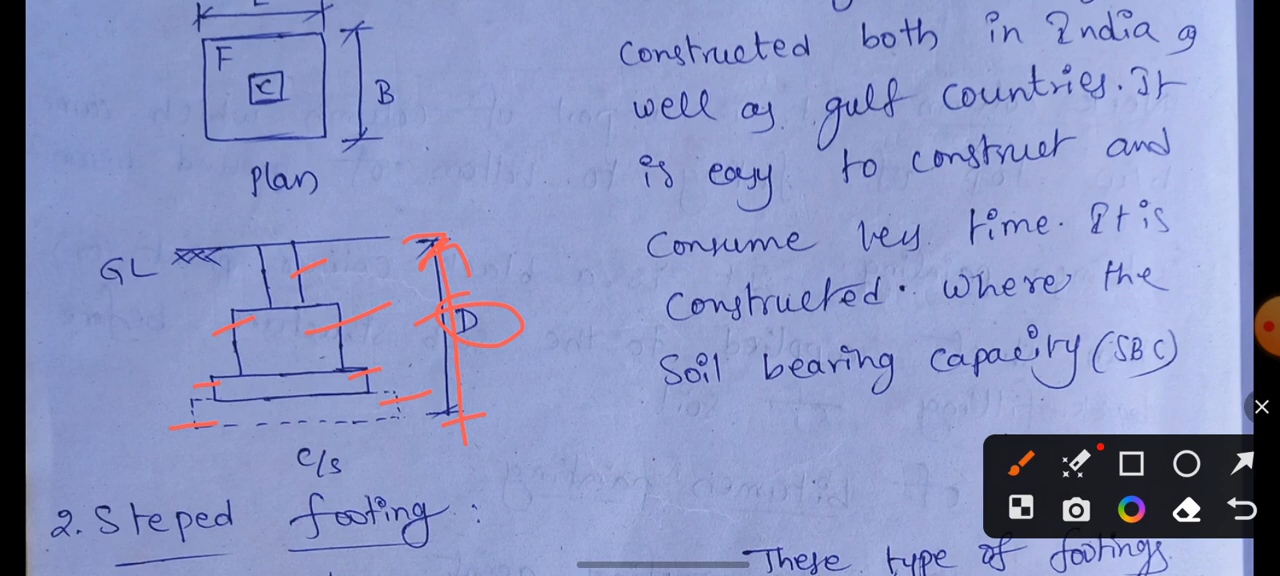 L
F
C
B
Plan
GL
D
C/S
Constructed both in India as
well as gulf countries. It
is easy to construct and
Consume very time. It is
Constructed. Where the
Soil bearing capacity (SBC)
2. Steped footing :
These type of footings